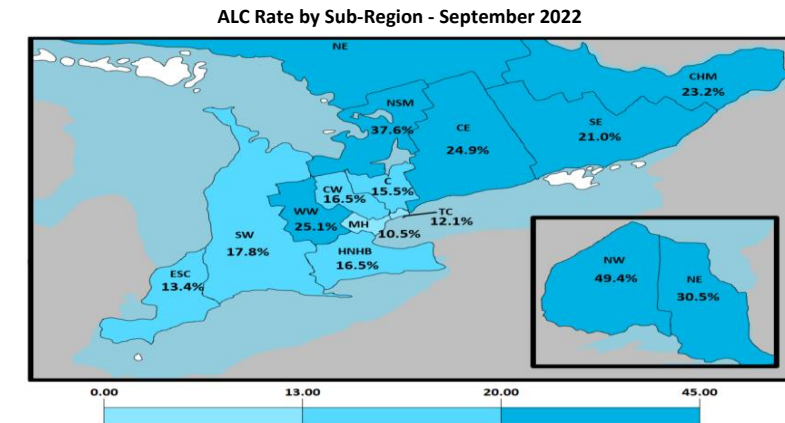 ALC Rate by Sub-Region - September 2022
NE
CHM
23.2%
NSM
37.6%
CE
24.9%
SE
21.0%
C
15.5%
CW
16.5%
TC
12.1%
WW
25.1%
MH
10.5%
SW
17.8%
HNHB
16.5%
ESC
13.4%
NW
49.4%
NE
30.5%
0.00 13.00 20.00 45.00